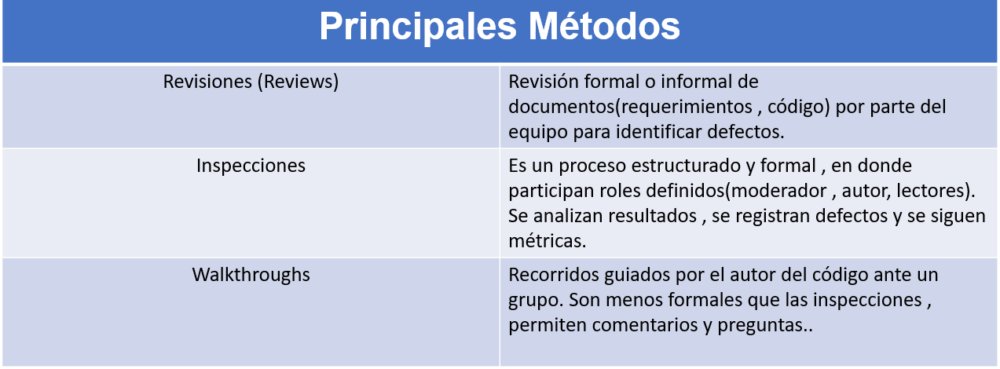 Principales Métodos
Revisiones (Reviews)
Revisión formal o informal de
documentos(requerimientos , código) por parte del
equipo para identificar defectos.
Inspecciones
Es un proceso estructurado y formal , en donde
participan roles definidos(moderador , autor, lectores).
Se analizan resultados , se registran defectos y se siguen
métricas.
Walkthroughs
Recorridos guiados por el autor del código ante un
grupo. Son menos formales que las inspecciones ,
permiten comentarios y preguntas..